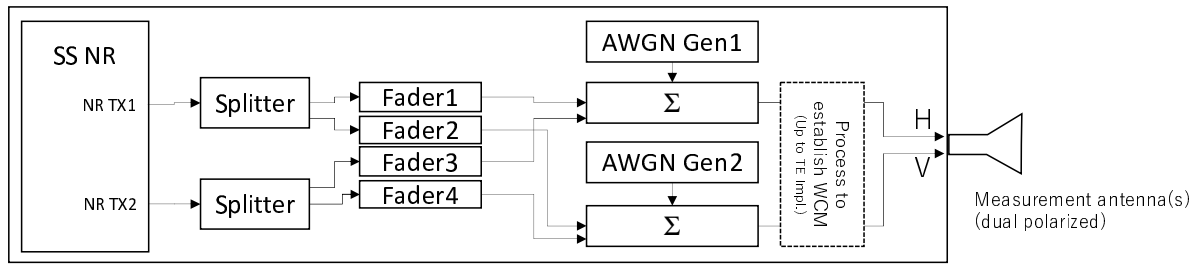 SS NR
NR TX1
NR TX2
Splitter
Splitter
Fader1
Fader2
Fader3
Fader4
AWGN Gen1
Σ
AWGN Gen2
Σ
Process to
establish WCM
(Up to TE Impl.)
H
V
Measurement antenna(s)
(dual polarized)